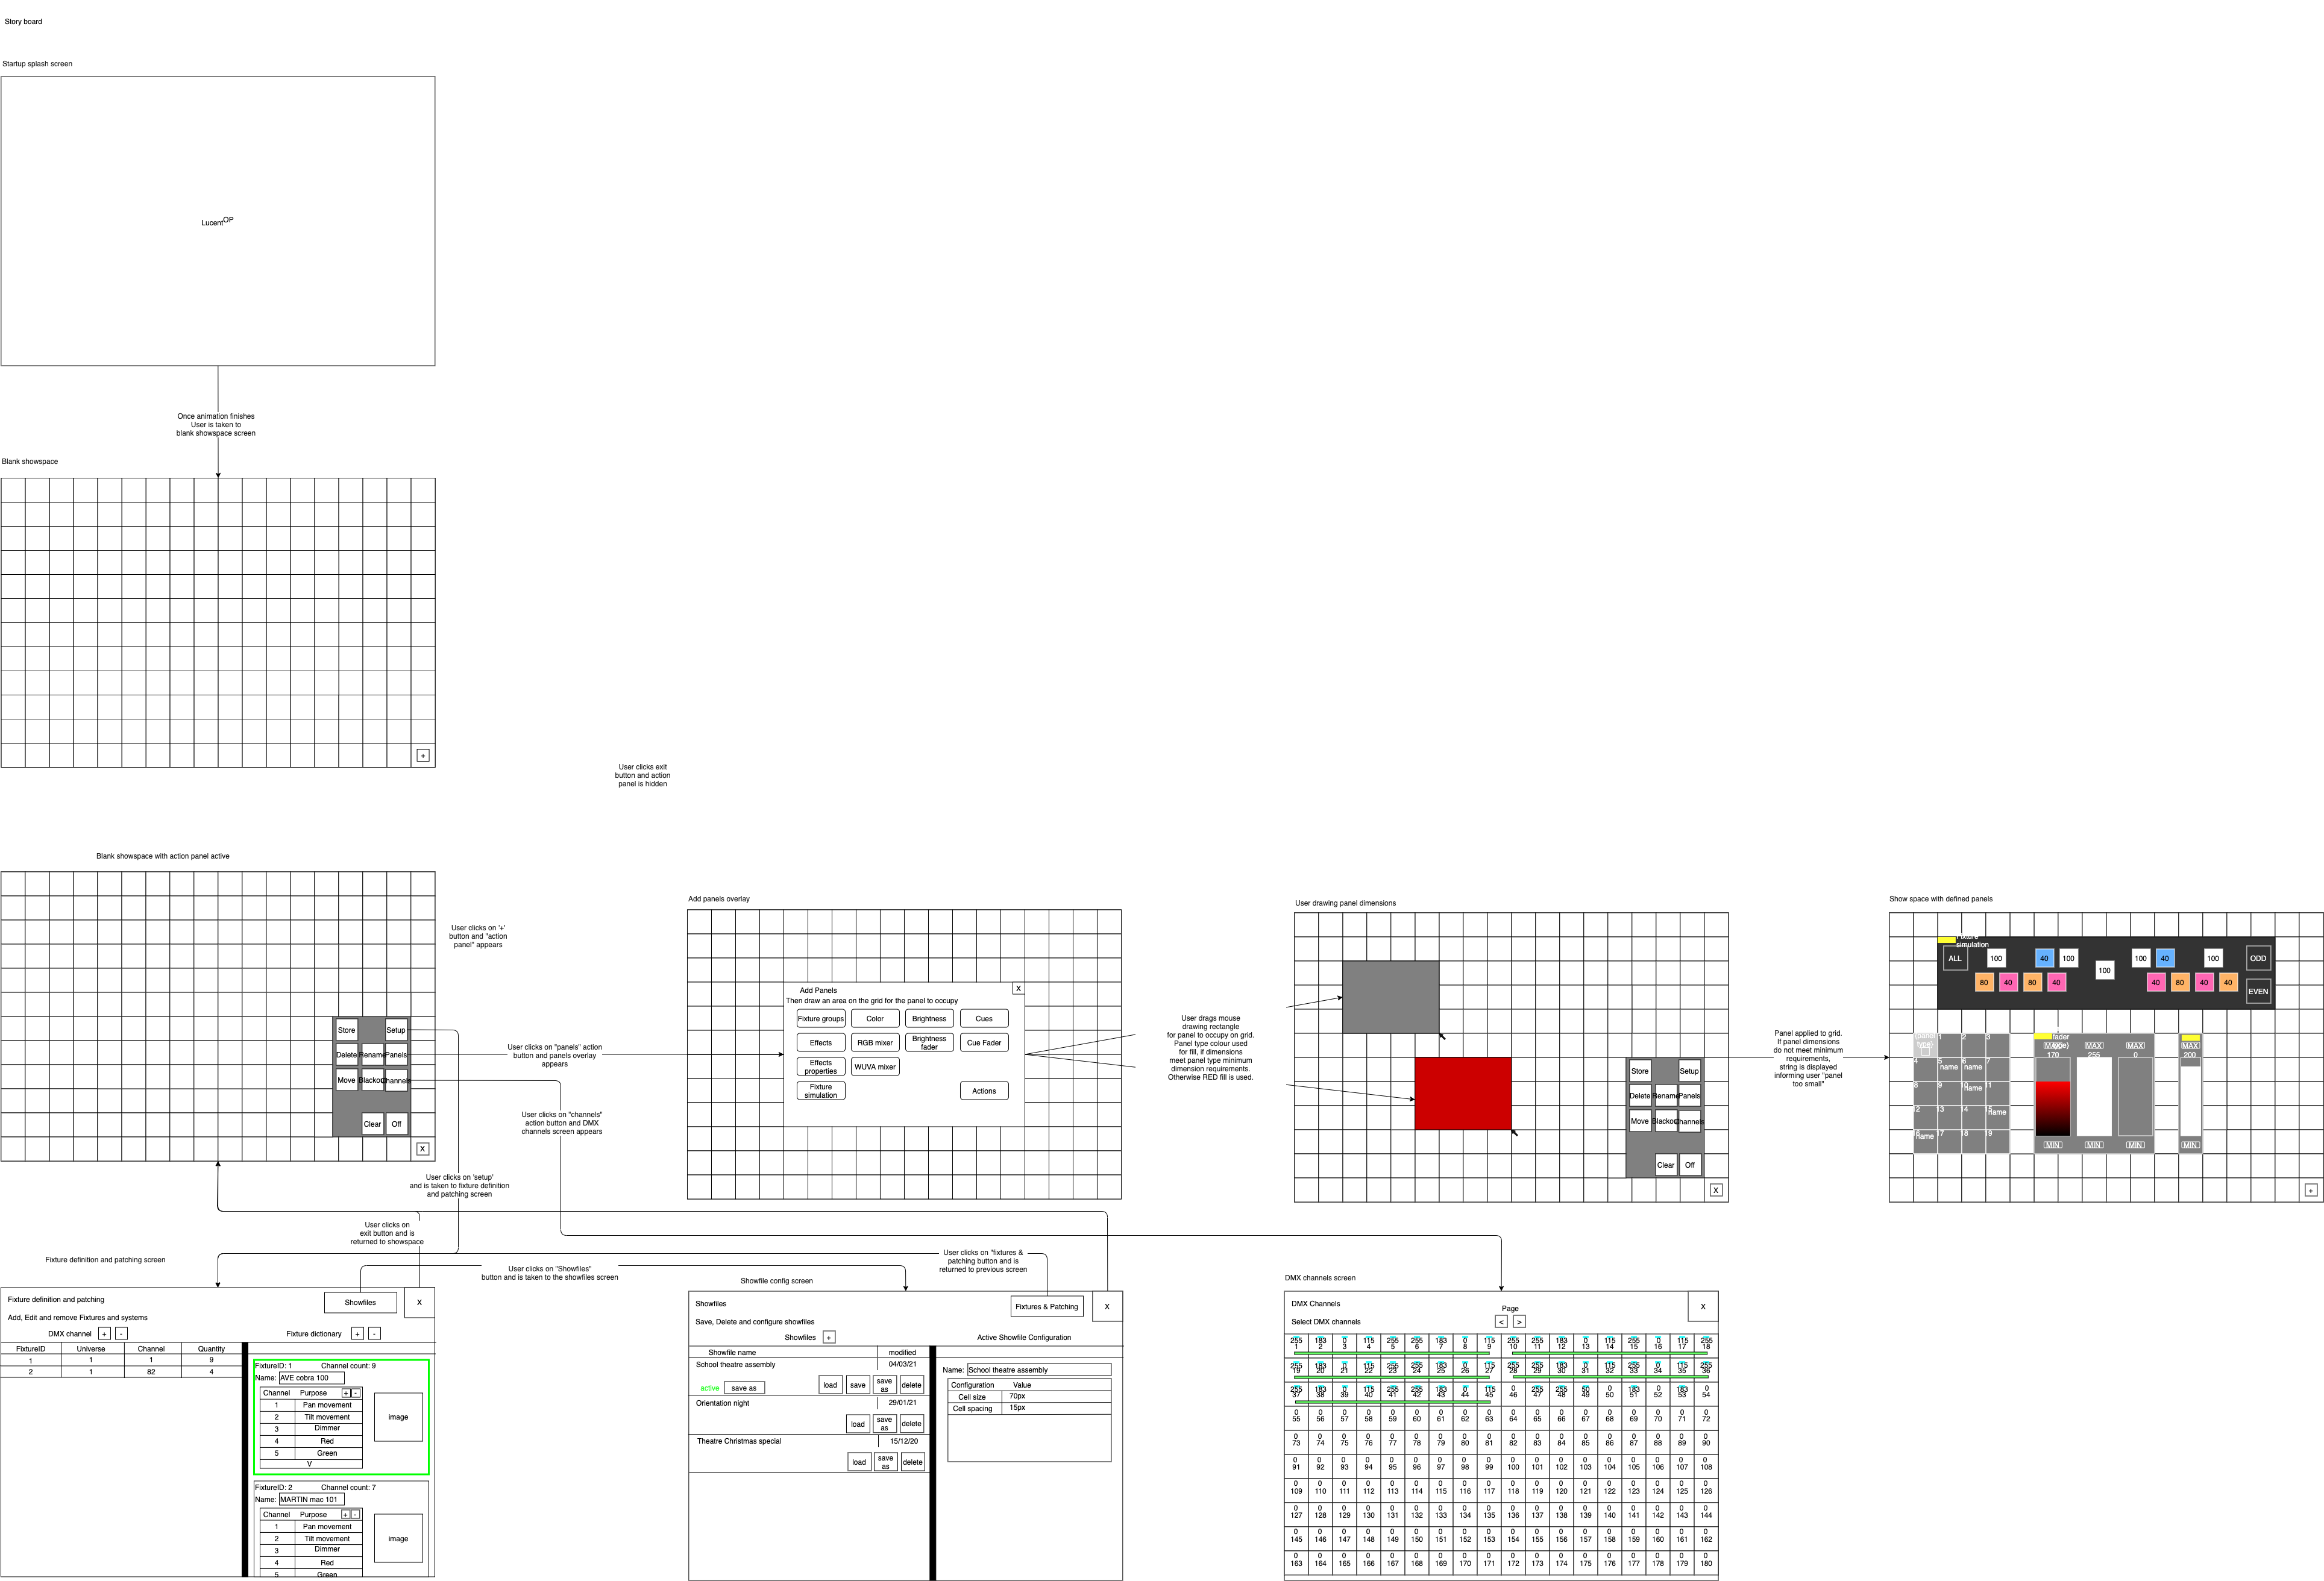 Story board
Startup splash screen
LucentOP
Once animation finishes
User is taken to
blank showspace screen
Blank showspace
+
User clicks exit
button and action
panel is hidden
Blank showspace with action panel active
Store
Setup
Delete
Rename
Panels
Move
Blackout
Channels
Clear
Off
X
User clicks on '+'
button and "action
panel" appears
User clicks on "panels" action
button and panels overlay
appears
User clicks on "channels"
action button and DMX
channels screen appears
User clicks on 'setup'
and is taken to fixture definition
and patching screen
User clicks on
exit button and is
returned to showspace
Add panels overlay
Add Panels
X
Then draw an area on the grid for the panel to occupy
Fixture groups
Color
Brightness
Cues
Effects
RGB mixer
Brightness
fader
Cue Fader
Effects
properties
WUVA mixer
Fixture
simulation
Actions
User drags mouse
drawing rectangle
for panel to occupy on grid.
Panel type colour used
for fill, if dimensions
meet panel type minimum
dimension requirements.
Otherwise RED fill is used.
User drawing panel dimensions
Store
Setup
Delete
Rename
Panels
Move
Blackout
Channels
Clear
Off
X
Panel applied to grid.
If panel dimensions
do not meet minimum
requirements,
string is displayed
informing user "panel
too small"
Show space with defined panels
Fixture
simulation
ALL
100
40
100
100
100
40
100
ODD
80
40
80
40
40
80
40
40
EVEN
1
2
3
4
5
name
6
name
7
8
9
10
name
11
12
13
14
15
name
16
name
17
18
19
MAX
170
MAX
255
MAX
0
MAX
200
MIN
MIN
MIN
MIN
+
Fixture definition and patching screen
Fixture definition and patching
Showfiles
X
Add, Edit and remove Fixtures and systems
DMX channel + -
Fixture dictionary + -
FixtureID Universe Channel Quantity
1 1 1 9
2 1 82 4
FixtureID: 1 Channel count: 9
Name: AVE cobra 100
Channel Purpose + -
1 Pan movement
2 Tilt movement
3 Dimmer
4 Red
5 Green
V
image
FixtureID: 2 Channel count: 7
Name: MARTIN mac 101
Channel Purpose + -
1 Pan movement
2 Tilt movement
3 Dimmer
4 Red
5 Green
image
User clicks on "Showfiles"
button and is taken to the showfiles screen
User clicks on "fixtures &
patching button and is
returned to previous screen
Showfile config screen
Showfiles
Fixtures & Patching
X
Save, Delete and configure showfiles
Showfiles +
Active Showfile Configuration
Showfile name modified
School theatre assembly 04/03/21
active save as load save save as delete
Orientation night 29/01/21
load save as delete
Theatre Christmas special 15/12/20
load save as delete
Name: School theatre assembly
Configuration Value
Cell size 70px
Cell spacing 15px
DMX channels screen
DMX Channels
X
Page
Select DMX channels
< >
255 183 0 115 255 255 183 0 115 255 255 183 0 115 255 0 115 255
1 2 3 4 5 6 7 8 9 10 11 12 13 14 15 16 17 18
255 183 0 115 255 255 183 0 115 255 255 183 0 115 255 0 115 255
19 20 21 22 23 24 25 26 27 28 29 30 31 32 33 34 35 36
255 183 0 115 255 255 183 0 115 0 255 255 50 0 183 0 183 0
37 38 39 40 41 42 43 44 45 46 47 48 49 50 51 52 53 54
0 0 0 0 0 0 0 0 0 0 0 0 0 0 0 0 0 0
55 56 57 58 59 60 61 62 63 64 65 66 67 68 69 70 71 72
0 0 0 0 0 0 0 0 0 0 0 0 0 0 0 0 0 0
73 74 75 76 77 78 79 80 81 82 83 84 85 86 87 88 89 90
0 0 0 0 0 0 0 0 0 0 0 0 0 0 0 0 0 0
91 92 93 94 95 96 97 98 99 100 101 102 103 104 105 106 107 108
0 0 0 0 0 0 0 0 0 0 0 0 0 0 0 0 0 0
109 110 111 112 113 114 115 116 117 118 119 120 121 122 123 124 125 126
0 0 0 0 0 0 0 0 0 0 0 0 0 0 0 0 0 0
127 128 129 130 131 132 133 134 135 136 137 138 139 140 141 142 143 144
0 0 0 0 0 0 0 0 0 0 0 0 0 0 0 0 0 0
145 146 147 148 149 150 151 152 153 154 155 156 157 158 159 160 161 162
0 0 0 0 0 0 0 0 0 0 0 0 0 0 0 0 0 0
163 164 165 166 167 168 169 170 171 172 173 174 175 176 177 178 179 180